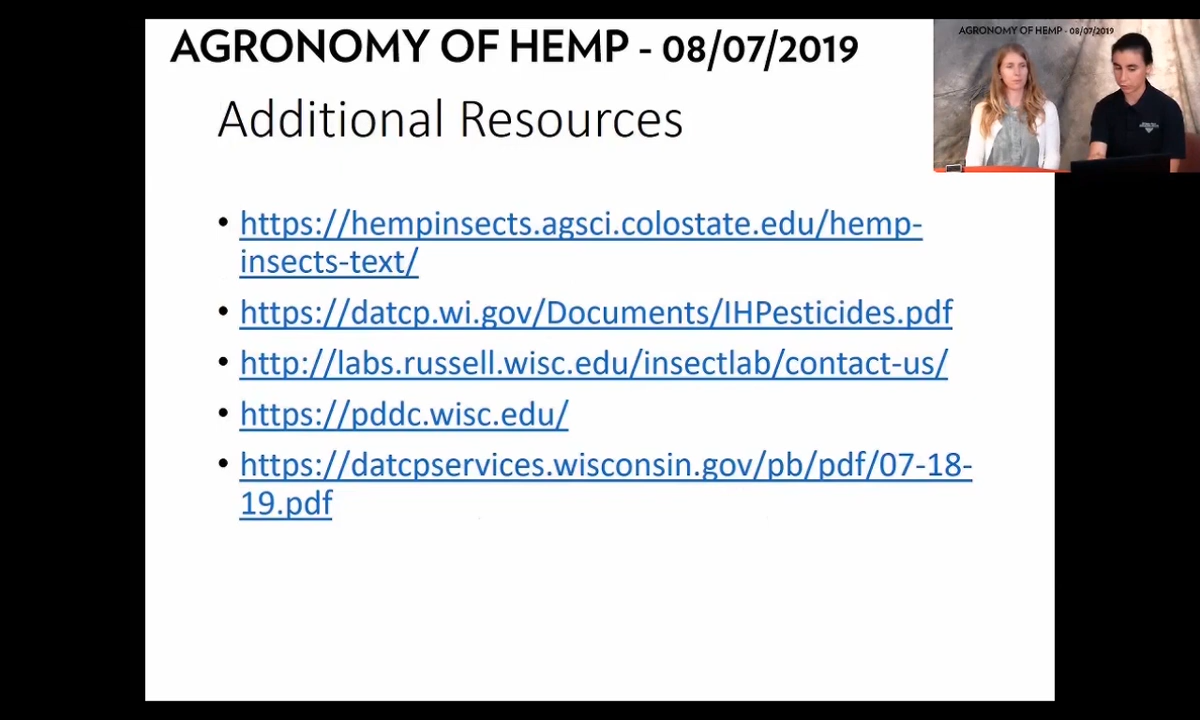 AGRONOMY OF HEMP - 08/07/2019
AGRONOMY OF HEMP - 08/07/2019
Additional Resources
• https://hempinsects.agsci.colostate.edu/hemp-
insects-text/
• https://datcp.wi.gov/Documents/IHPesticides.pdf
• http://labs.russell.wisc.edu/insectlab/contact-us/
• https://pddc.wisc.edu/
• https://datcpservices.wisconsin.gov/pb/pdf/07-18-
19.pdf